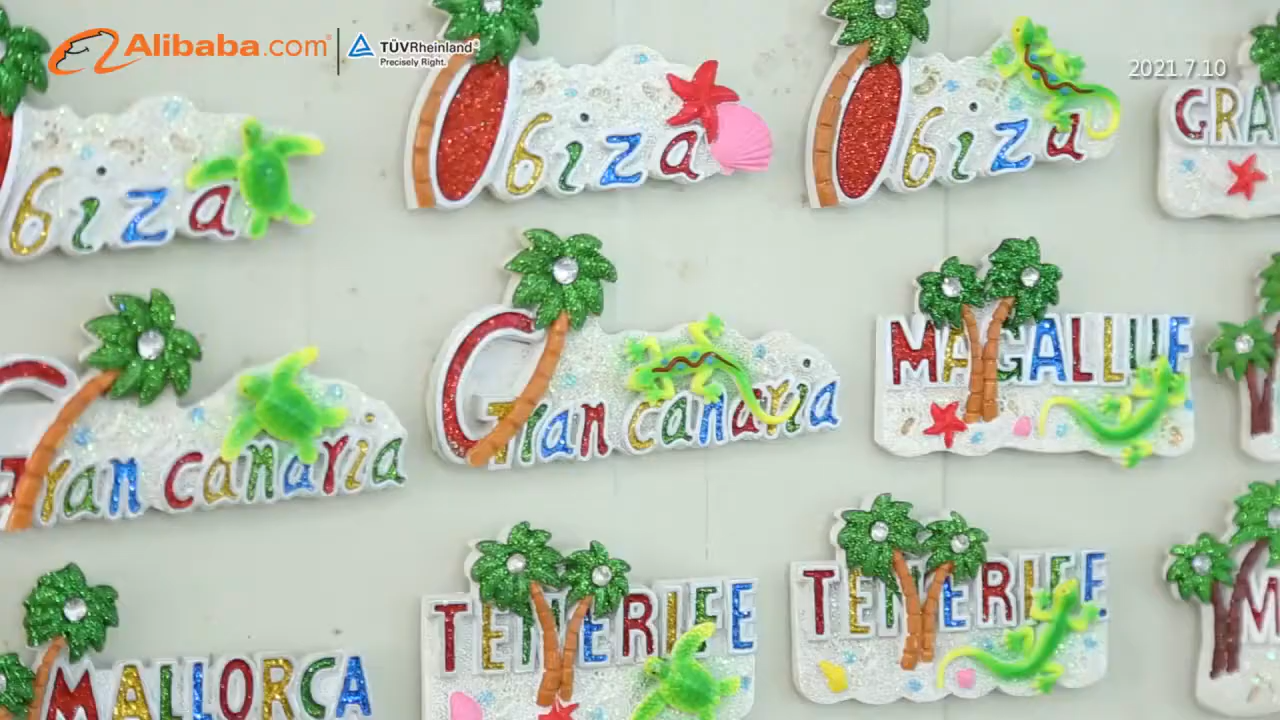 Alibaba.com
TÜVRheinland®
Precisely Right.
2021.7.10
Ibiza
Ibiza
Ibiza
GRA
Gran canaria
Gran canaria
MAGALLUF
MALLORCA
TENERIFE
TENERIFE
M